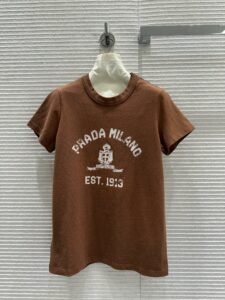 PRADA MILANO
EST. 1913